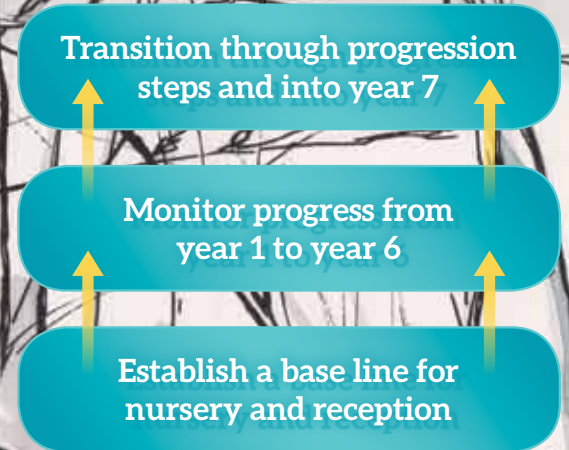 Transition through progression
steps and into year 7
Monitor progress from
year 1 to year 6
Establish a base line for
nursery and reception